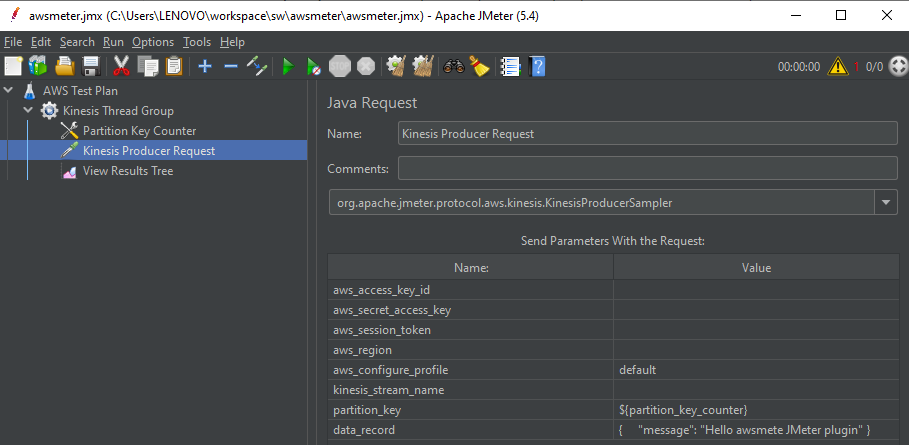 awsmeter.jmx (C:\Users\LENOVO\workspace\sw\awsmeter\awsmeter.jmx) - Apache JMeter (5.4)
File Edit Search Run Options Tools Help
00:00:00 1 0/0
AWS Test Plan
Kinesis Thread Group
Partition Key Counter
Kinesis Producer Request
View Results Tree
Java Request
Name: Kinesis Producer Request
Comments:
org.apache.jmeter.protocol.aws.kinesis.KinesisProducerSampler
Send Parameters With the Request:
Name: Value
aws_access_key_id
aws_secret_access_key
aws_session_token
aws_region
aws_configure_profile default
kinesis_stream_name
partition_key ${partition_key_counter}
data_record { "message": "Hello awsmete JMeter plugin" }